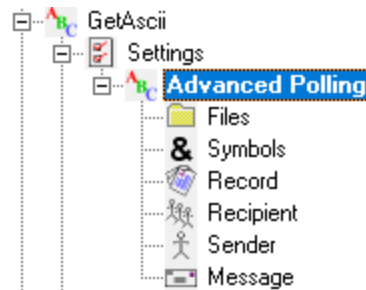 GetAscii
Settings
Advanced Polling
Files
& Symbols
Record
Recipient
Sender
Message